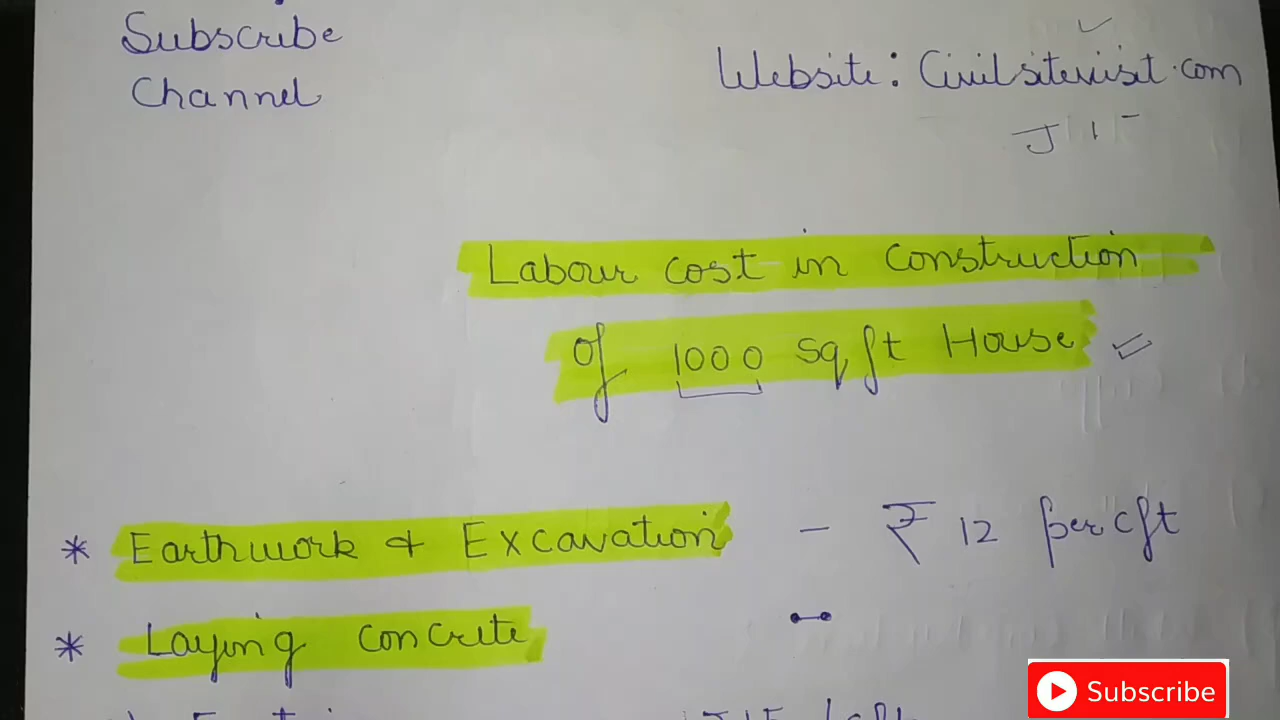 Subscribe
Channel
Website: Civilsitevisit.com
Labour cost in construction
Of 1000 Sqft House
* Earthwork & Excavation - ₹ 12 per cft
* Laying concrete
Subscribe